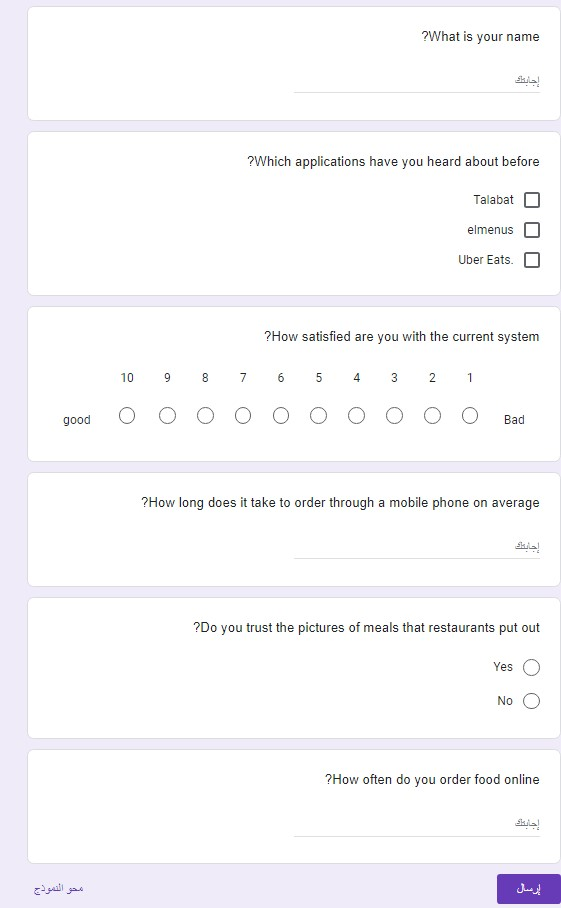 ?What is your name
إجابتك
?Which applications have you heard about before
Talabat
elmenus
Uber Eats.
?How satisfied are you with the current system
10 9 8 7 6 5 4 3 2 1
good Bad
?How long does it take to order through a mobile phone on average
إجابتك
?Do you trust the pictures of meals that restaurants put out
Yes
No
?How often do you order food online
إجابتك
إرسال
محو النموذج